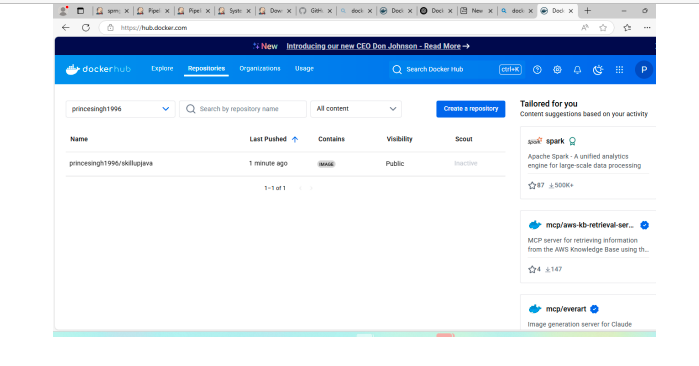 spm
Pipel
Pipel
Syste
Dow
GitH
dock
Doc
Doci
New
dock
Dock
https://hub.docker.com
New Introducing our new CEO Don Johnson - Read More →
dockerhub Explore Repositories Organizations Usage Search Docker Hub ctrl+K P
princesingh1996 Search by repository name All content Create a repository
Name Last Pushed Contains Visibility Scout
princesingh1996/skillupjava 1 minute ago IMAGE Public Inactive
1–1 of 1
Tailored for you
Content suggestions based on your activity
spark
Apache Spark - A unified analytics
engine for large-scale data processing
87 500K+
mcp/aws-kb-retrieval-ser...
MCP server for retrieving information
from the AWS Knowledge Base using th...
4 147
mcp/everart
Image generation server for Claude